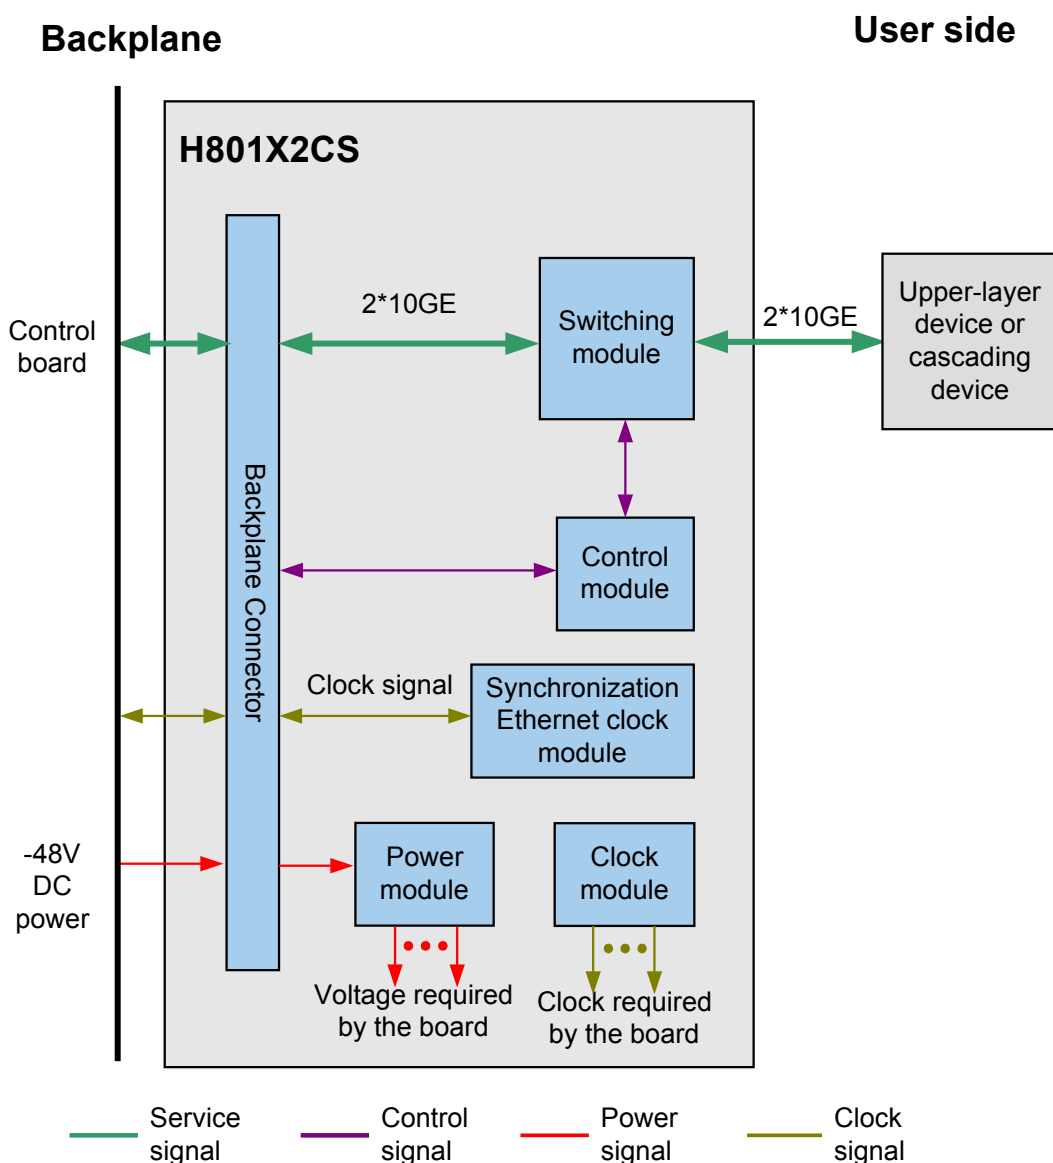 Backplane
User side
H801X2CS
Control
board
2*10GE
Switching
module
2*10GE
Upper-layer
device or
cascading
device
Backplane Connector
Control
module
Clock signal
Synchronization
Ethernet clock
module
-48V
DC
power
Power
module
Clock
module
Voltage required
by the board
Clock required
by the board
Service
signal
Control
signal
Power
signal
Clock
signal